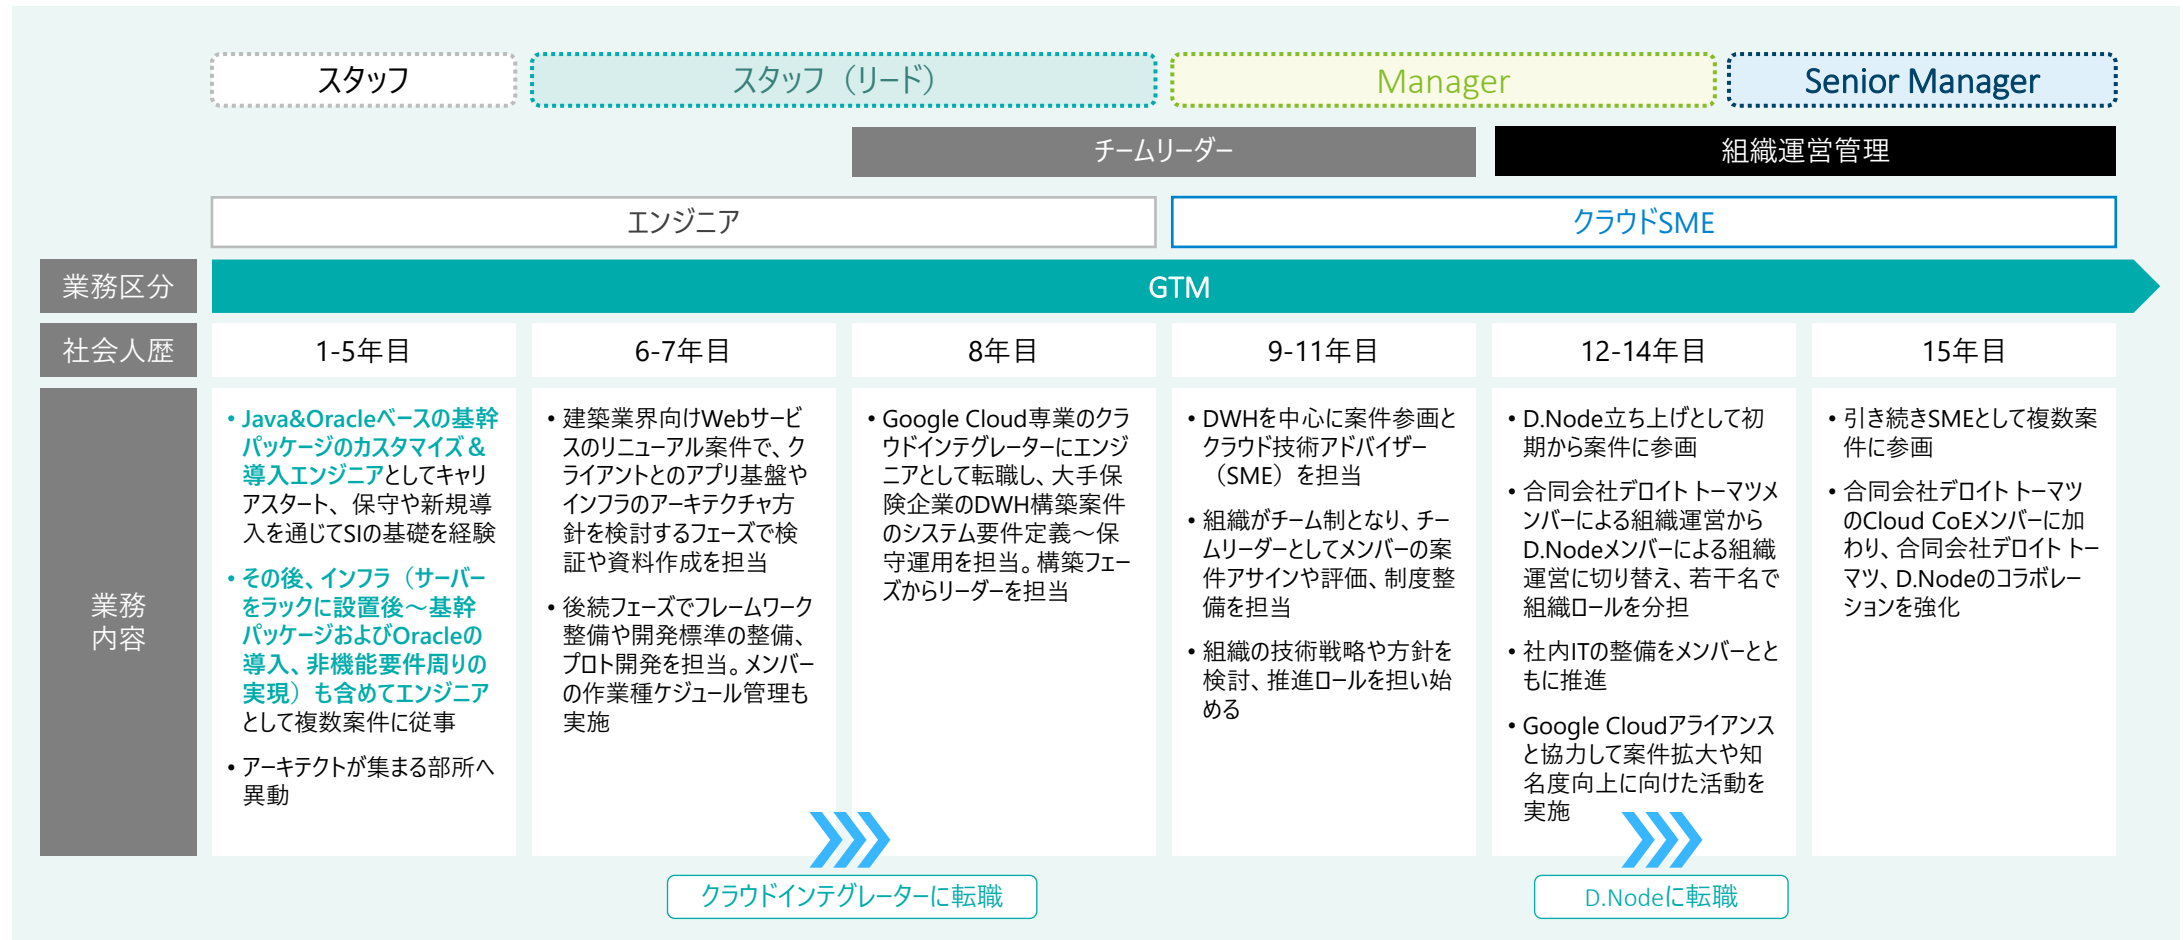 スタッフ
スタッフ（リード）
Manager
Senior Manager
チームリーダー
組織運営管理
エンジニア
クラウドSME
業務区分
GTM
社会人歴
1-5年目
6-7年目
8年目
9-11年目
12-14年目
15年目
業務
内容
• Java&Oracleベースの基幹
パッケージのカスタマイズ＆
導入エンジニアとしてキャリ
アスタート、保守や新規導
入を通じてSIの基礎を経験
• その後、インフラ（サーバー
をラックに設置後～基幹
パッケージおよびOracleの
導入、非機能要件周りの
実現）も含めてエンジニア
として複数案件に従事
• アーキテクトが集まる部所へ
異動
• 建築業界向けWebサービ
スのリニューアル案件で、ク
ライアントとのアプリ基盤や
インフラのアーキテクチャ方
針を検討するフェーズで検
証や資料作成を担当
• 後続フェーズでフレームワーク
整備や開発標準の整備、
プロト開発を担当。メンバー
の作業種ケジュール管理も
実施
• Google Cloud専業のクラ
ウドインテグレーターにエンジ
ニアとして転職し、大手保
険企業のDWH構築案件
のシステム要件定義～保
守運用を担当。構築フェー
ズからリーダーを担当
• DWHを中心に案件参画と
クラウド技術アドバイザー
（SME）を担当
• 組織がチーム制となり、チー
ムリーダーとしてメンバーの案
件アサインや評価、制度整
備を担当
• 組織の技術戦略や方針を
検討、推進ロールを担い始
める
• D.Node立ち上げとして初
期から案件に参画
• 合同会社デロイト トーマツメ
ンバーによる組織運営から
D.Nodeメンバーによる組織
運営に切り替え、若干名で
組織ロールを分担
• 社内ITの整備をメンバーとと
もに推進
• Google Cloudアライアンス
と協力して案件拡大や知
名度向上に向けた活動を
実施
• 引き続きSMEとして複数案
件に参画
• 合同会社デロイト トーマツ
のCloud CoEメンバーに加
わり、合同会社デロイト トー
マツ、D.Nodeのコラボレー
ションを強化
クラウドインテグレーターに転職
D.Nodeに転職